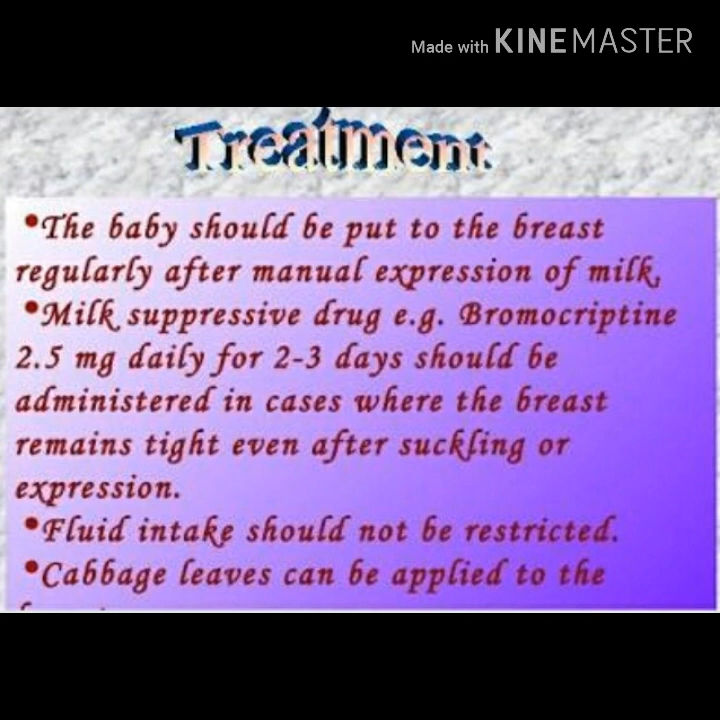 Made with KINEMASTER
Treatment
•The baby should be put to the breast
regularly after manual expression of milk,
•Milk suppressive drug e.g. Bromocriptine
2.5 mg daily for 2-3 days should be
administered in cases where the breast
remains tight even after suckling or
expression.
•Fluid intake should not be restricted.
•Cabbage leaves can be applied to the